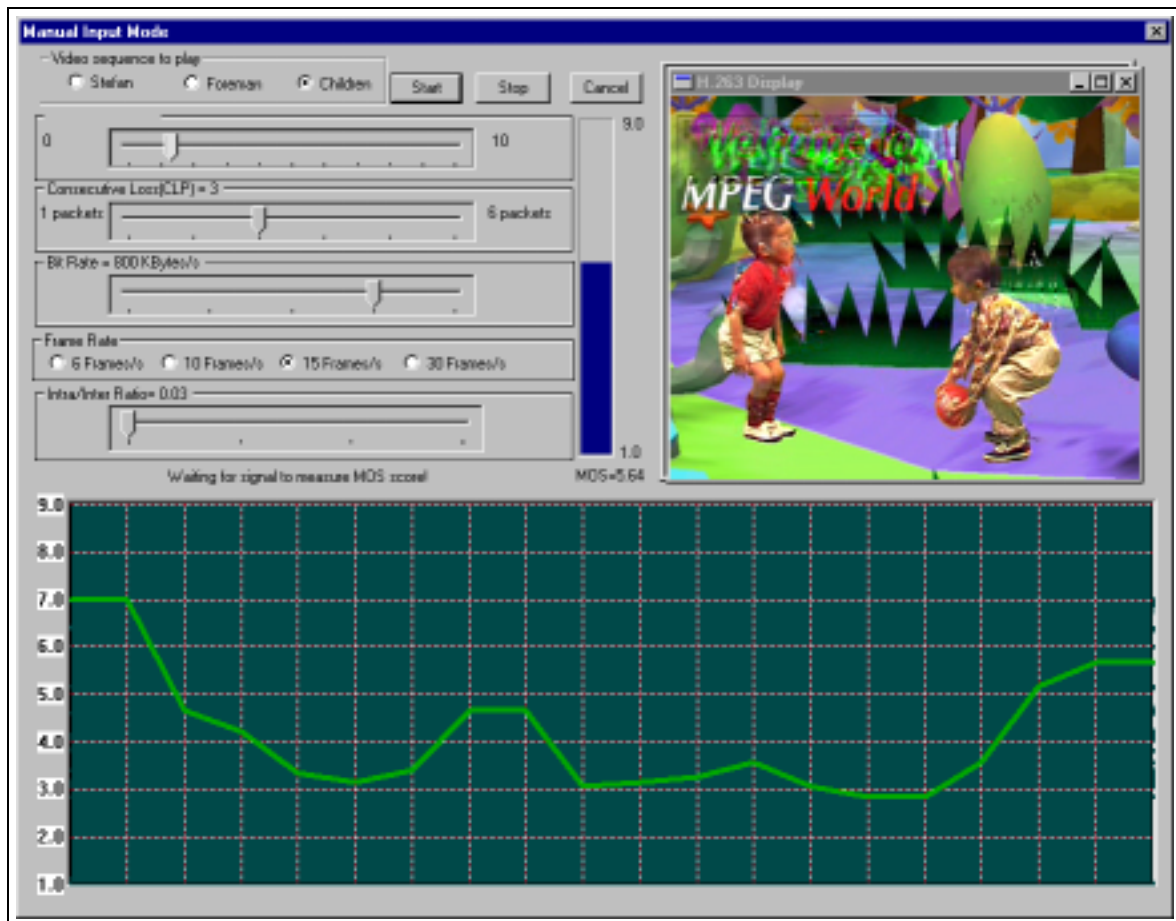 Manual Input Mode
Video sequence to play
Stefan Foreman Children
Start Stop Cancel
0 10
Consecutive Loss(CLP) = 3
1 packets 6 packets
Bit Rate = 800 KBytes/s
Frame Rate
6 Frames/s 10 Frames/s 15 Frames/s 30 Frames/s
Intra/Inter Ratio= 0.03
Waiting for signal to measure MOS score!
9.0
1.0
MOS=5.64
H.263 Display
Welcome to
MPEG World
9.0
8.0
7.0
6.0
5.0
4.0
3.0
2.0
1.0